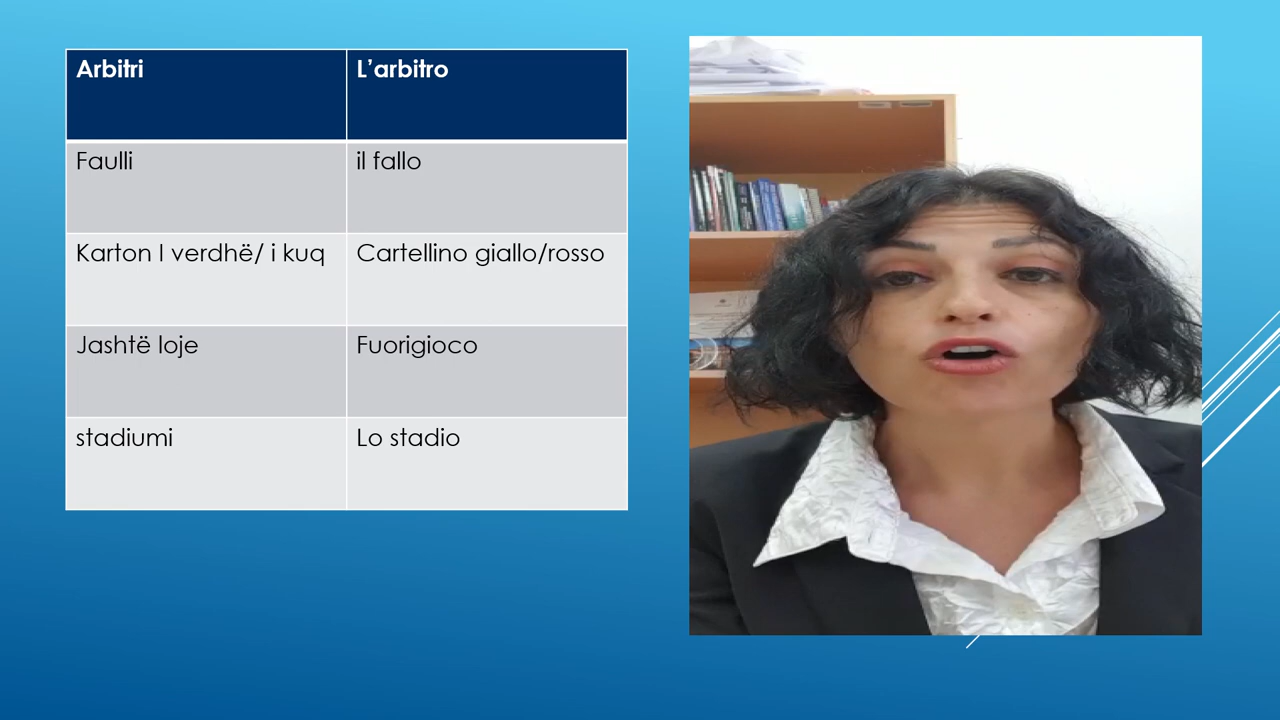 Arbitri L’arbitro
Faulli il fallo
Karton I verdhë/ i kuq Cartellino giallo/rosso
Jashtë loje Fuorigioco
stadiumi Lo stadio